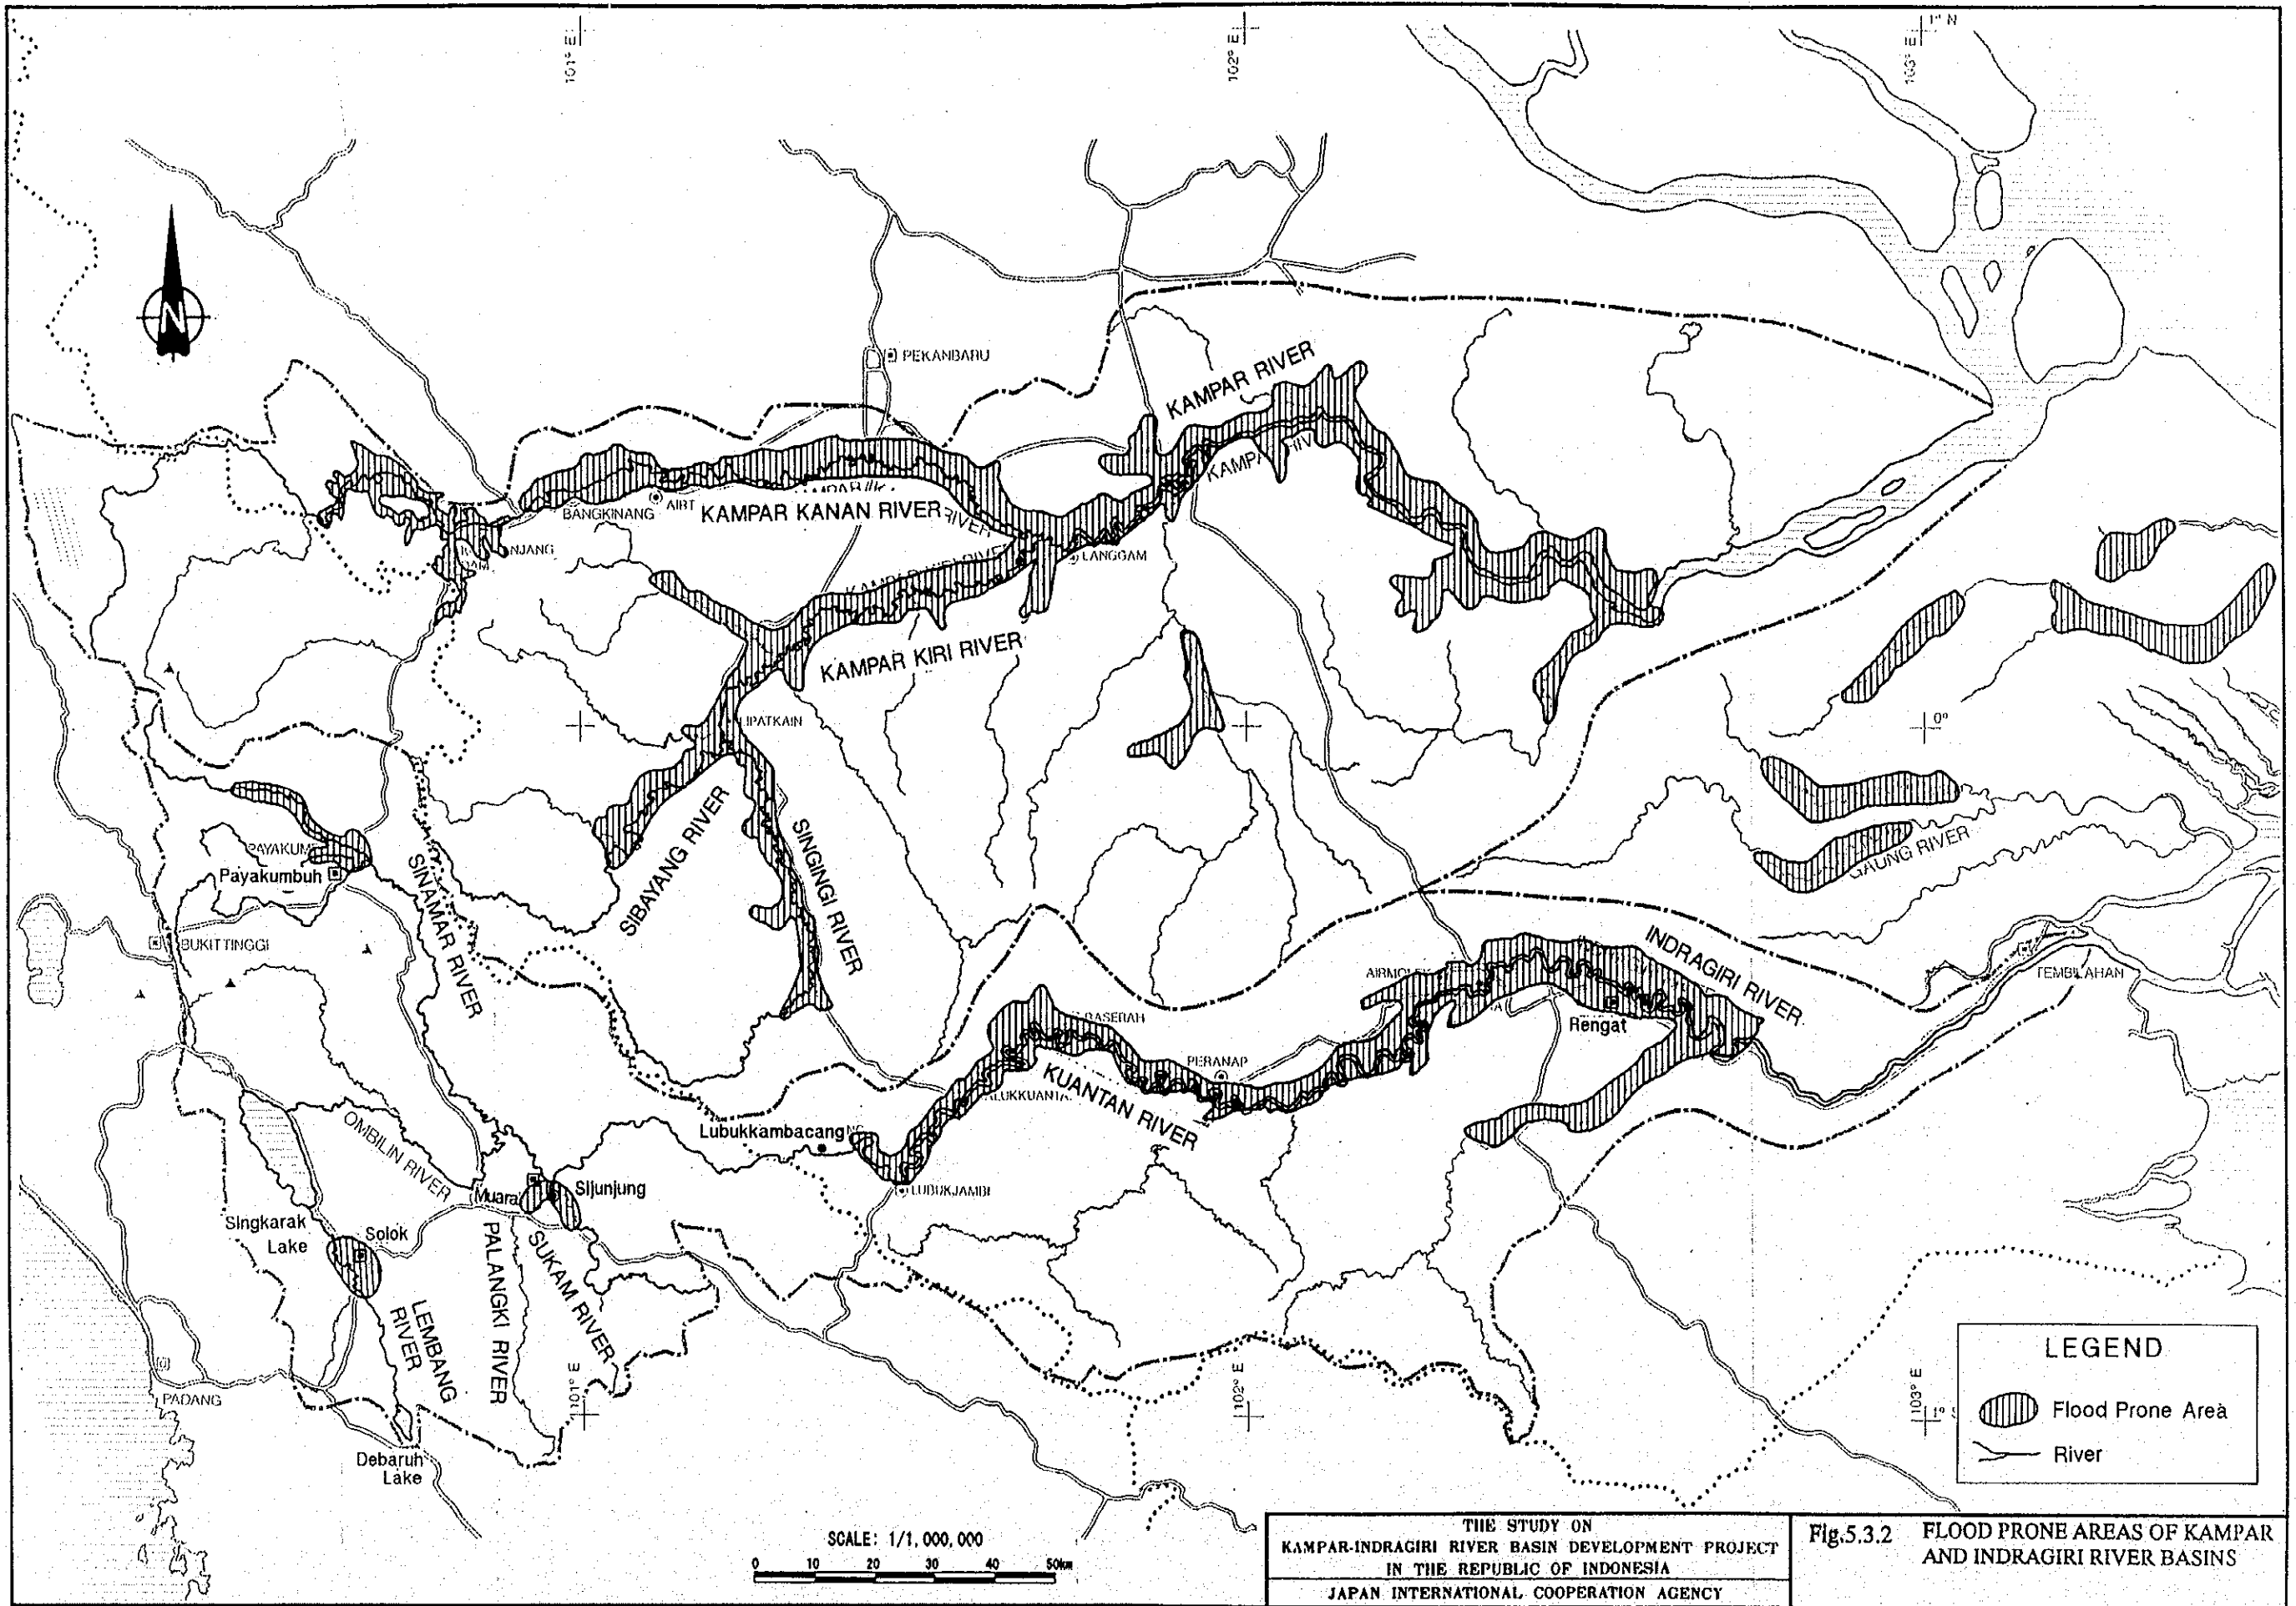 101° E
102° E
103° E
1° N
PEKANBARU
KAMPAR RIVER
BANGKINANG
KAMPAR KANAN RIVER
RIVER
LANGGAM
KAMPAR KIRI RIVER
LIPATKAIN
0°
SIBAYANG RIVER
SINGINGI RIVER
GAUNG RIVER
Payakumbuh
SINAMAR RIVER
BUKITTINGGI
INDRAGIRI RIVER
TEMBILAHAN
Rengat
BASERAH
PERANAP
KUANTAN RIVER
Lubukkambacang
OMBILIN RIVER
LUBUKJAMBI
Muara
Sijunjung
Singkarak
Lake
Solok
PALANGKI RIVER
SUKAM RIVER
LEMBANG
RIVER
PADANG
Debaruh
Lake
101° E
102° E
103° E
LEGEND
Flood Prone Area
River
SCALE: 1/1,000,000
0 10 20 30 40 50km
THE STUDY ON
KAMPAR-INDRAGIRI RIVER BASIN DEVELOPMENT PROJECT
IN THE REPUBLIC OF INDONESIA
JAPAN INTERNATIONAL COOPERATION AGENCY
Fig.5.3.2 FLOOD PRONE AREAS OF KAMPAR
AND INDRAGIRI RIVER BASINS
N